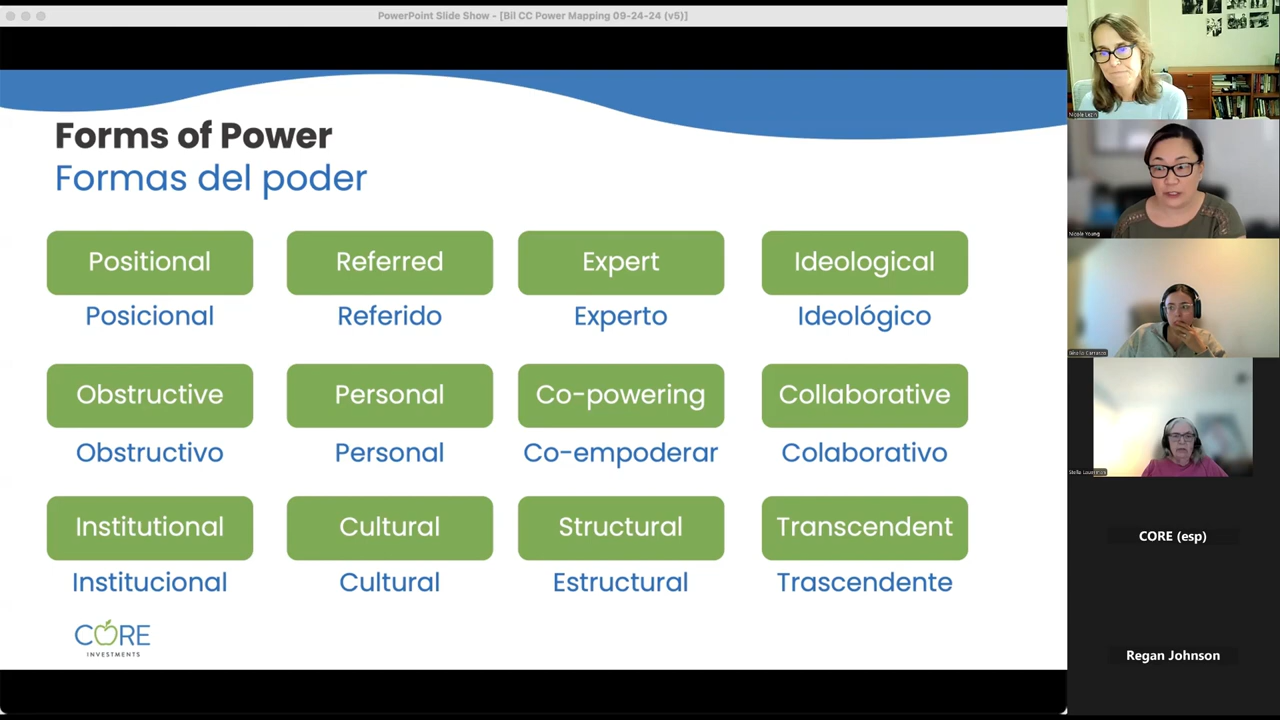 PowerPoint Slide Show - [Bil CC Power Mapping 09-24-24 (v5)]
Forms of Power
Formas del poder
Positional
Referred
Expert
Ideological
Posicional
Referido
Experto
Ideológico
Obstructive
Personal
Co-powering
Collaborative
Obstructivo
Personal
Co-empoderar
Colaborativo
Institutional
Cultural
Structural
Transcendent
Institucional
Cultural
Estructural
Trascendente
CORE
INVESTMENTS
Nicole Young
CORE (esp)
Regan Johnson